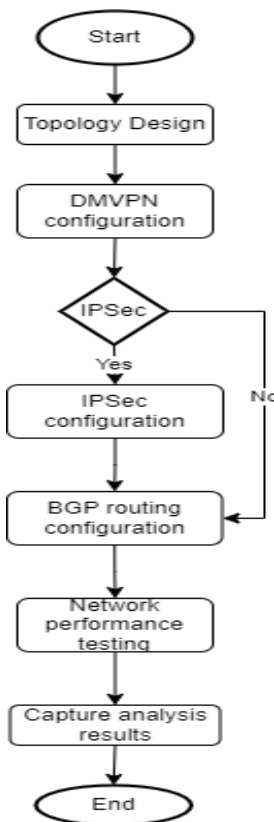 Start
Topology Design
DMVPN
configuration
IPSec
Yes
No
IPSec
configuration
BGP routing
configuration
Network
performance
testing
Capture analysis
results
End